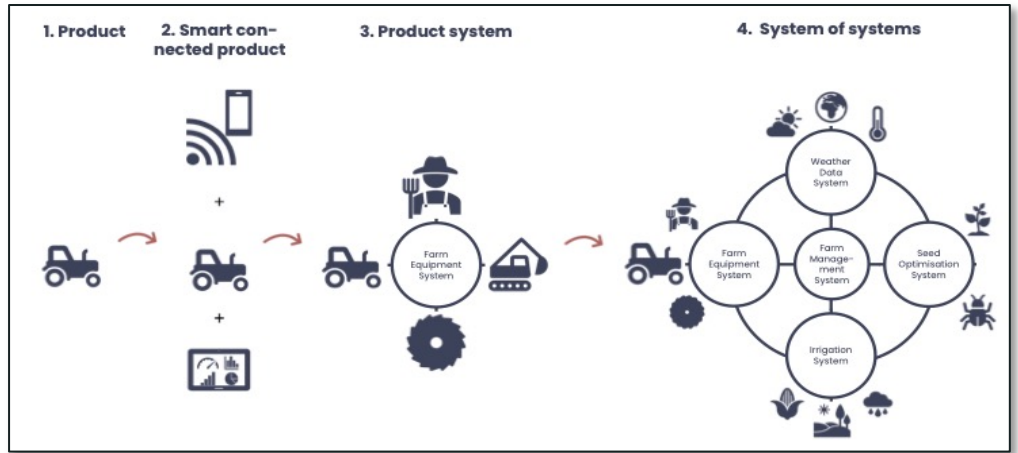 1. Product
2. Smart con-
nected product
3. Product system
4. System of systems
+
+
Farm
Equipment
System
Weather
Data
System
Farm
Equipment
System
Farm
Manage-
ment
System
Seed
Optimisation
System
Irrigation
System